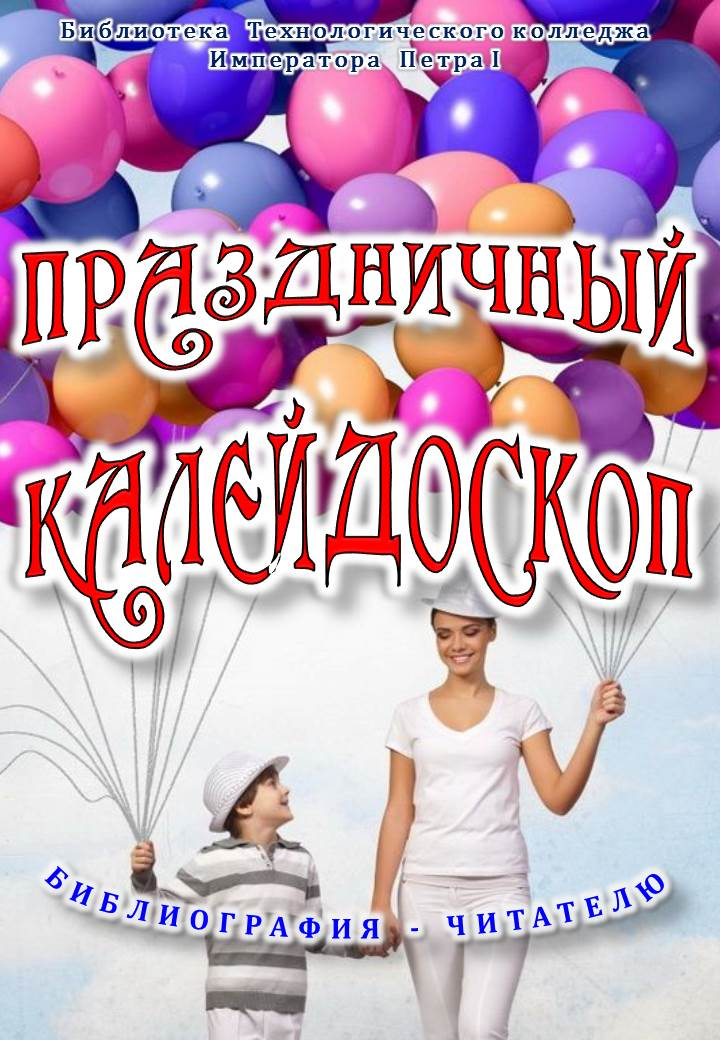 Библиотека Технологического колледжа
Императора Петра I
ПРАЗДНИЧНЫЙ
КАЛЕЙДОСКОП
БИБЛИОГРАФИЯ - ЧИТАТЕЛЮ